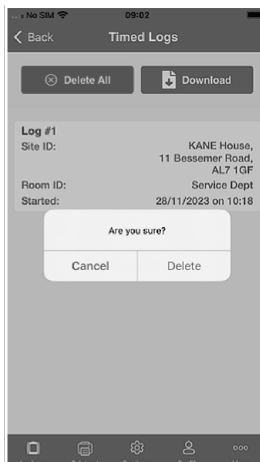 No SIM 09:02
Back Timed Logs
Delete All Download
Log #1
Site ID: KANE House,
11 Bessemer Road,
AL7 1GF
Room ID: Service Dept
Started: 28/11/2023 on 10:18
Are you sure?
Cancel Delete